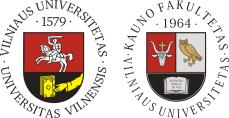 VILNIAUS UNIVERSITETAS
· 1579 ·
UNIVERSITAS VILNENSIS
KAUNO FAKULTETAS
· 1964 ·
VILNIAUS UNIVERSITETAS